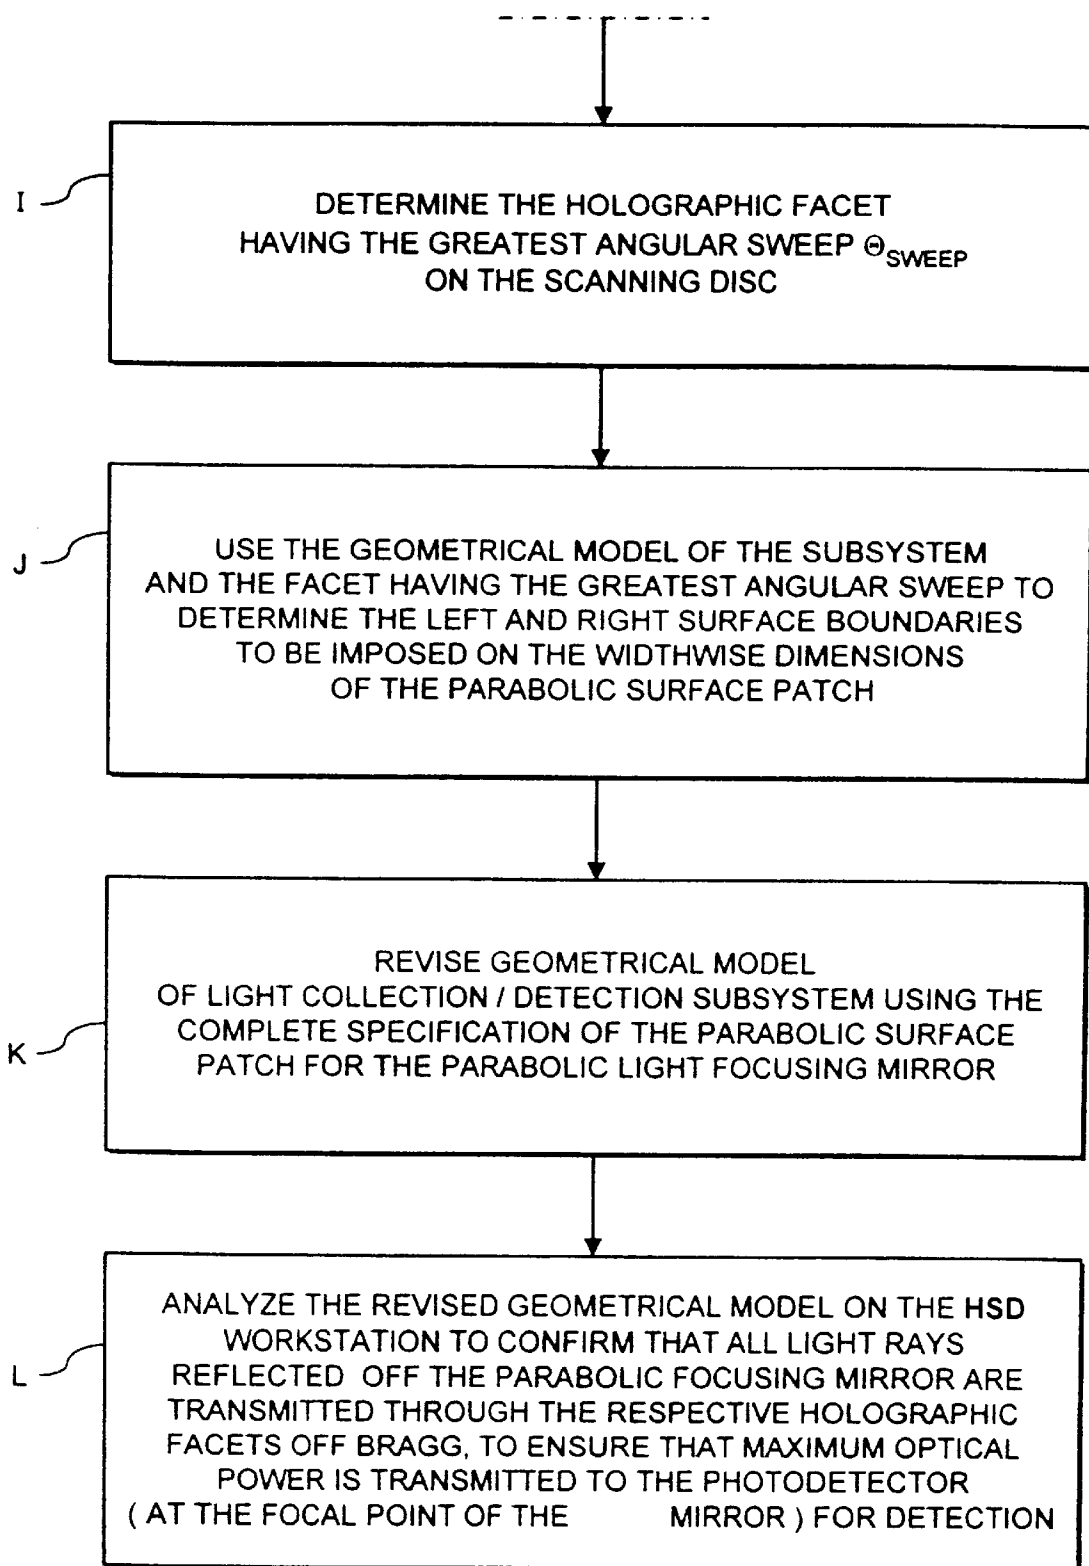 I
DETERMINE THE HOLOGRAPHIC FACET
HAVING THE GREATEST ANGULAR SWEEP ΘSWEEP
ON THE SCANNING DISC
J
USE THE GEOMETRICAL MODEL OF THE SUBSYSTEM
AND THE FACET HAVING THE GREATEST ANGULAR SWEEP TO
DETERMINE THE LEFT AND RIGHT SURFACE BOUNDARIES
TO BE IMPOSED ON THE WIDTHWISE DIMENSIONS
OF THE PARABOLIC SURFACE PATCH
K
REVISE GEOMETRICAL MODEL
OF LIGHT COLLECTION / DETECTION SUBSYSTEM USING THE
COMPLETE SPECIFICATION OF THE PARABOLIC SURFACE
PATCH FOR THE PARABOLIC LIGHT FOCUSING MIRROR
L
ANALYZE THE REVISED GEOMETRICAL MODEL ON THE HSD
WORKSTATION TO CONFIRM THAT ALL LIGHT RAYS
REFLECTED OFF THE PARABOLIC FOCUSING MIRROR ARE
TRANSMITTED THROUGH THE RESPECTIVE HOLOGRAPHIC
FACETS OFF BRAGG, TO ENSURE THAT MAXIMUM OPTICAL
POWER IS TRANSMITTED TO THE PHOTODETECTOR
( AT THE FOCAL POINT OF THE MIRROR ) FOR DETECTION